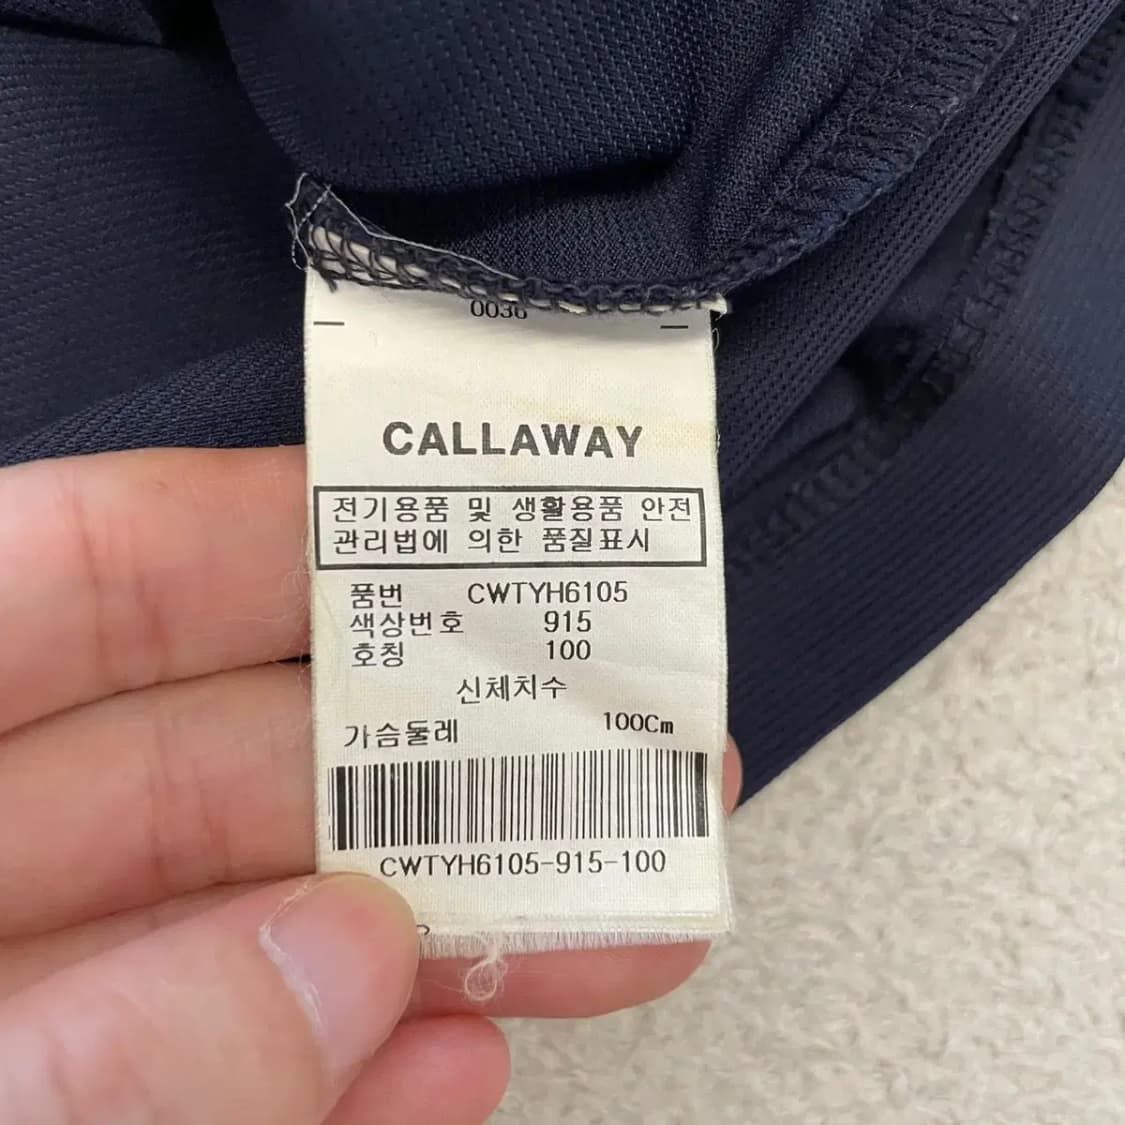 CALLAWAY
전기용품 및 생활용품 안전
관리법에 의한 품질표시
품번 CWTYH6105
색상번호 915
호칭 100
신체치수
가슴둘레 100Cm
CWTYH6105-915-100